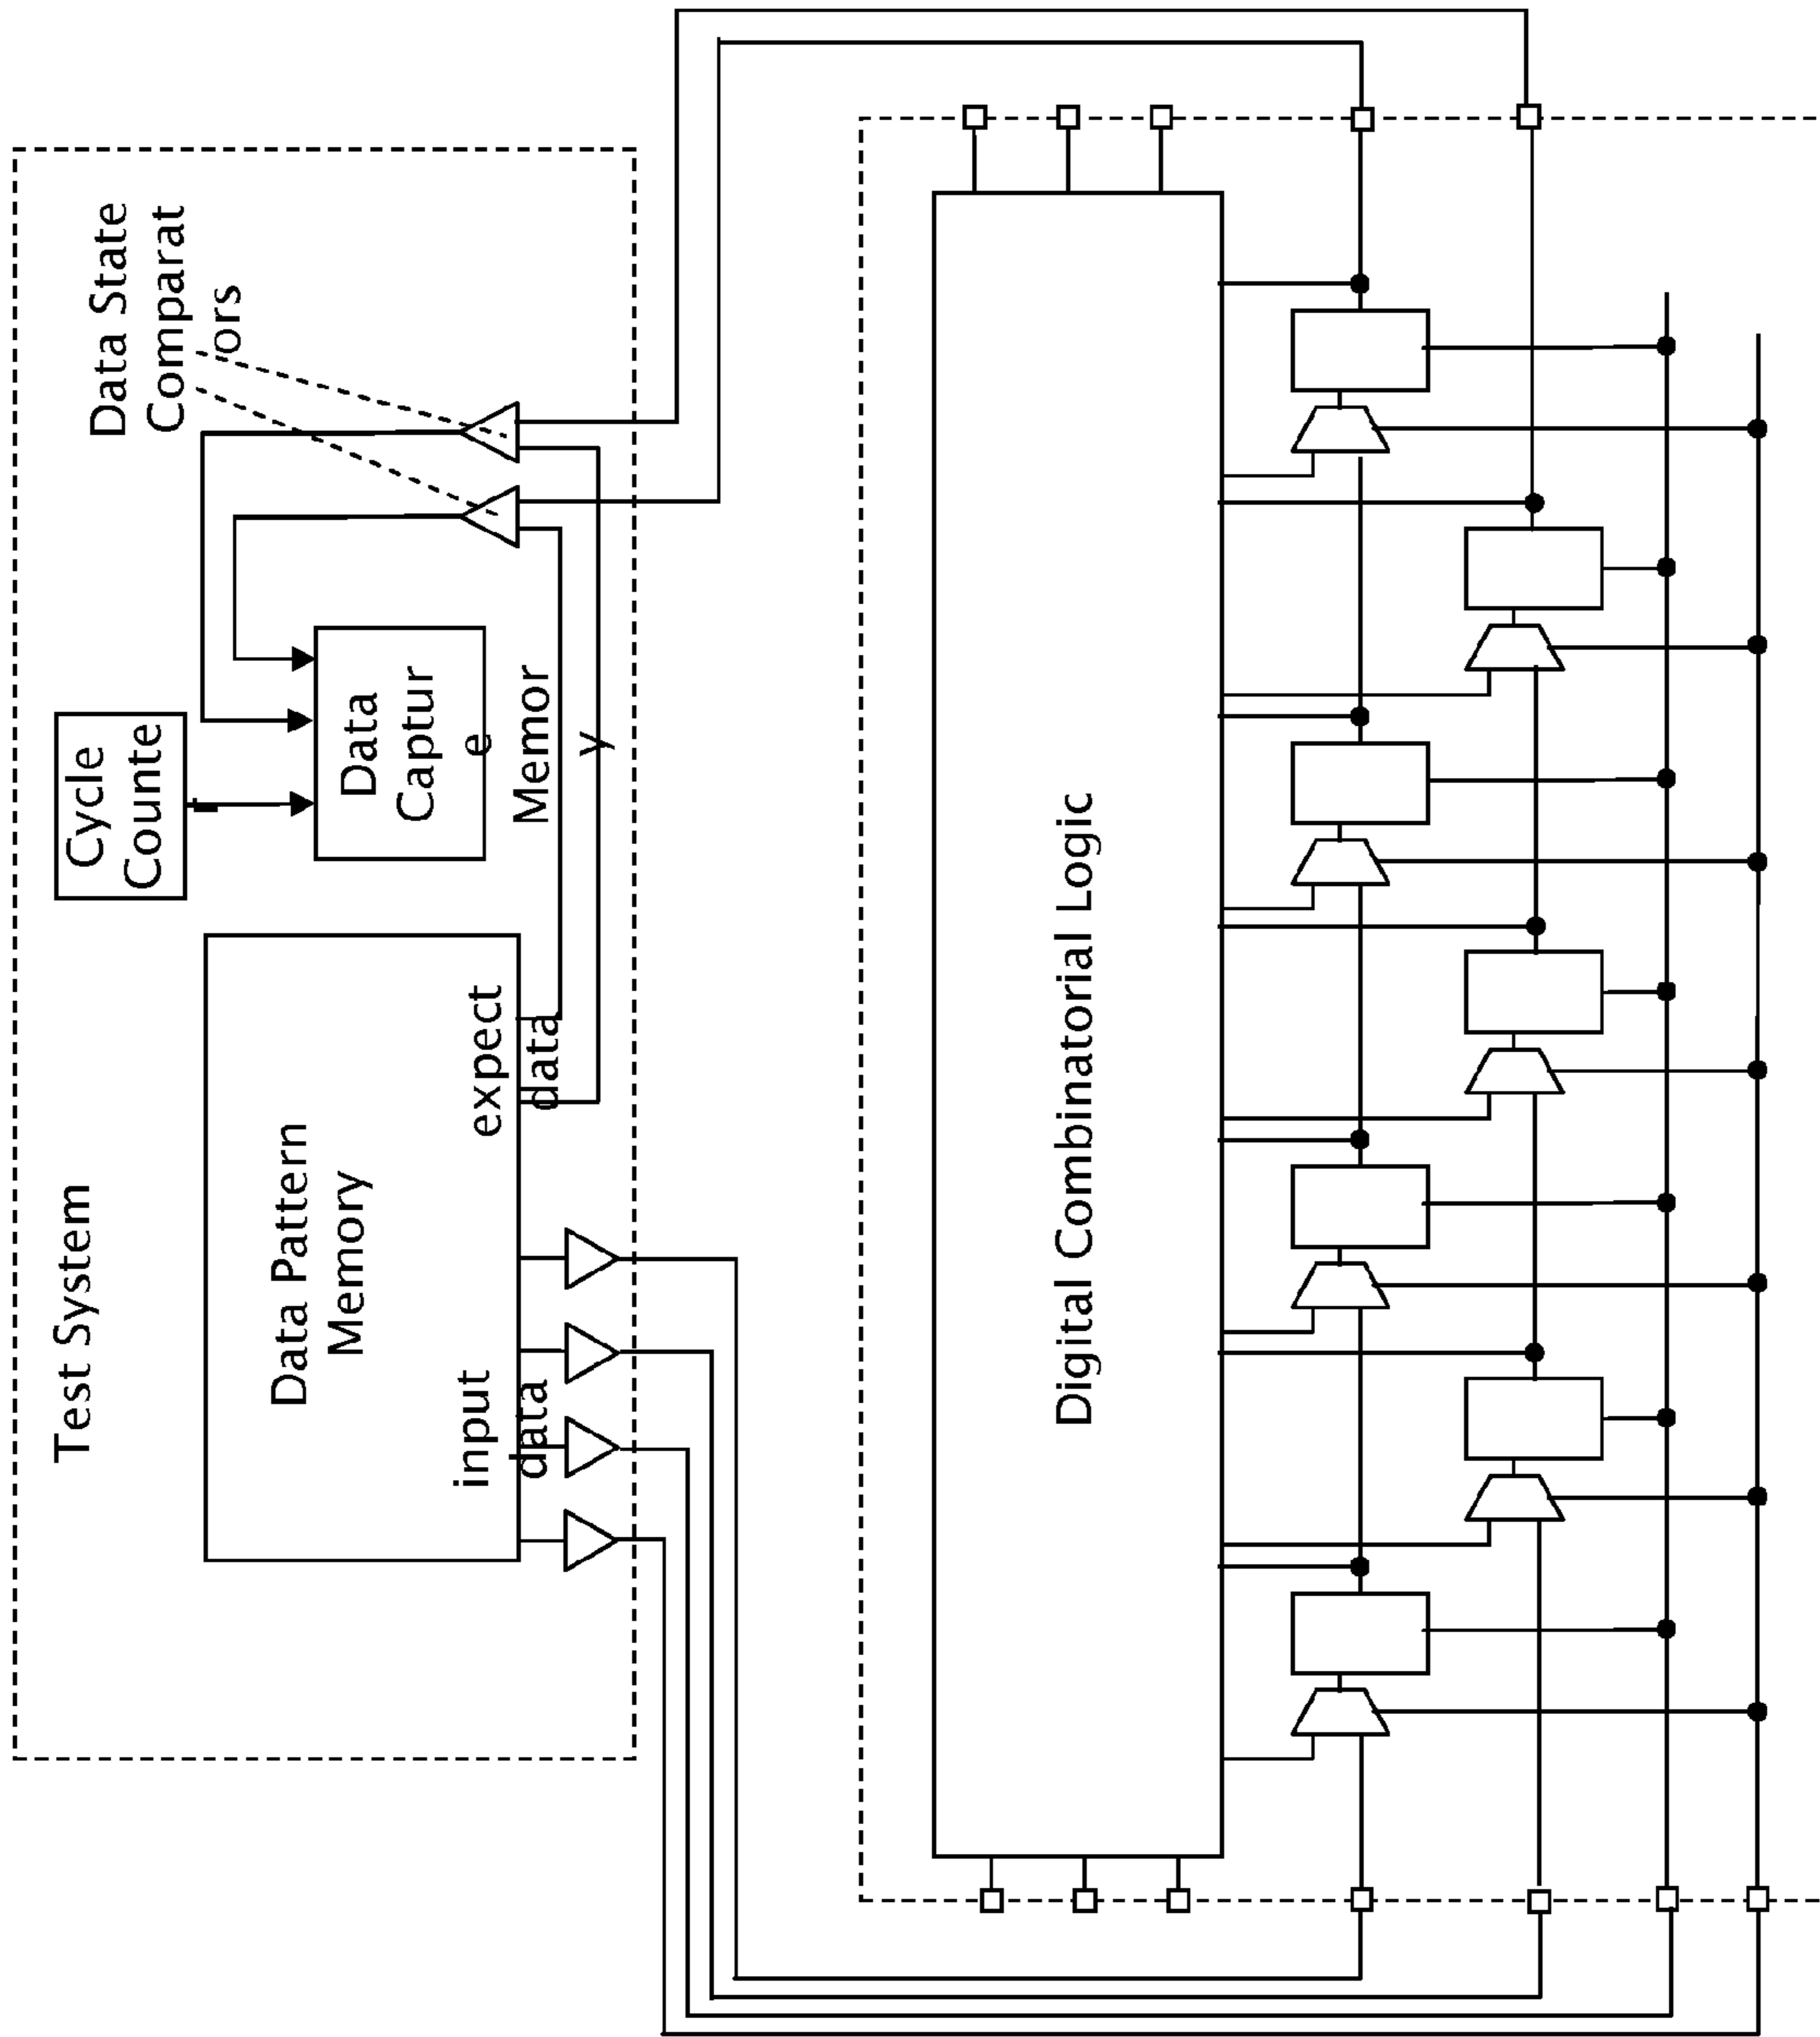 Test System
Data Pattern
Memory
input
data
expect
data
Cycle
Counte
r
Data
Captur
e
Memor
y
Data State
Comparat
ors
Digital Combinatorial Logic